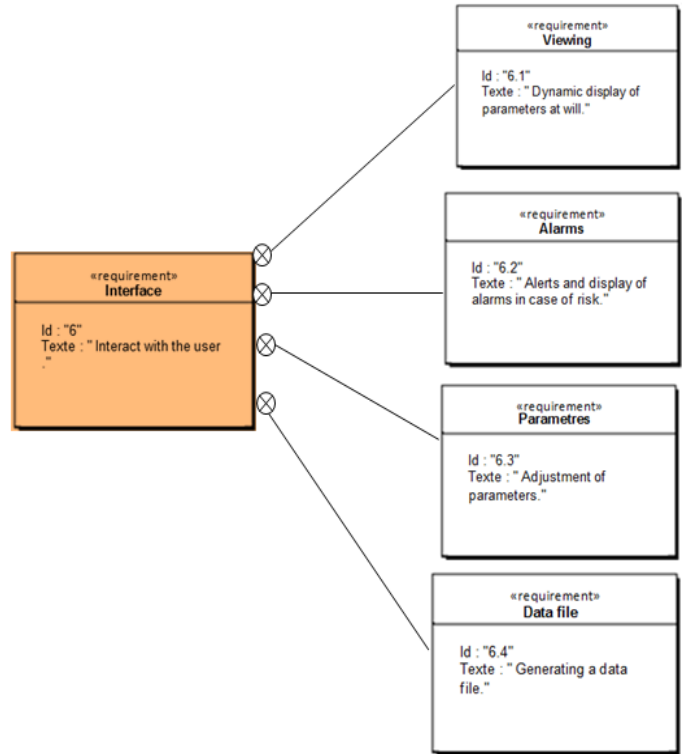 «requirement»
Viewing
Id : "6.1"
Texte : " Dynamic display of
parameters at will."
«requirement»
Alarms
Id : "6.2"
Texte : " Alerts and display of
alarms in case of risk."
«requirement»
Interface
Id : "6"
Texte : " Interact with the user
."
«requirement»
Parametres
Id : "6.3"
Texte : " Adjustment of
parameters."
«requirement»
Data file
Id : "6.4"
Texte : " Generating a data
file."